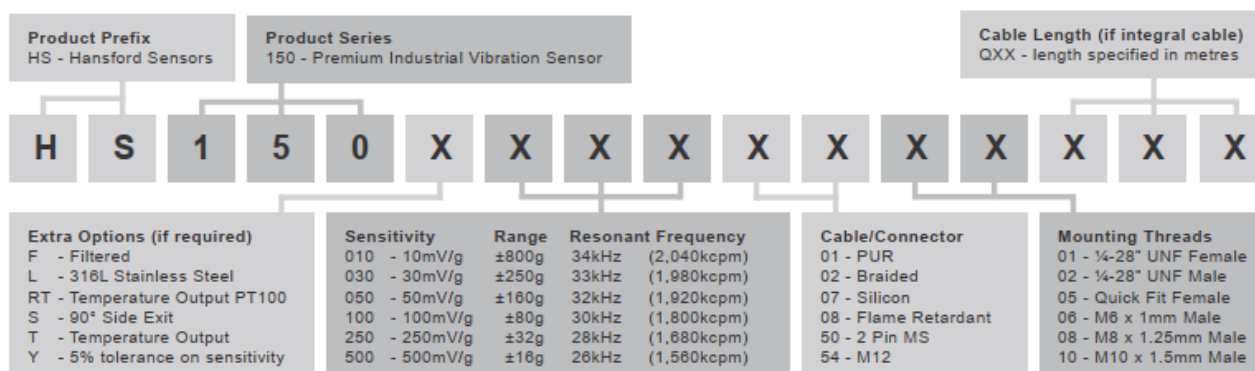 Product Prefix
HS - Hansford Sensors
Product Series
150 - Premium Industrial Vibration Sensor
Cable Length (if integral cable)
QXX - length specified in metres
H S 1 5 0 X X X X X X X X X X X
Extra Options (if required)
F - Filtered
L - 316L Stainless Steel
RT - Temperature Output PT100
S - 90° Side Exit
T - Temperature Output
Y - 5% tolerance on sensitivity
Sensitivity Range Resonant Frequency
010 - 10mV/g ±800g 34kHz (2,040kcpm)
030 - 30mV/g ±250g 33kHz (1,980kcpm)
050 - 50mV/g ±160g 32kHz (1,920kcpm)
100 - 100mV/g ±80g 30kHz (1,800kcpm)
250 - 250mV/g ±32g 28kHz (1,680kcpm)
500 - 500mV/g ±16g 26kHz (1,560kcpm)
Cable/Connector
01 - PUR
02 - Braided
07 - Silicon
08 - Flame Retardant
50 - 2 Pin MS
54 - M12
Mounting Threads
01 - ¼-28" UNF Female
02 - ¼-28" UNF Male
05 - Quick Fit Female
06 - M6 x 1mm Male
08 - M8 x 1.25mm Male
10 - M10 x 1.5mm Male